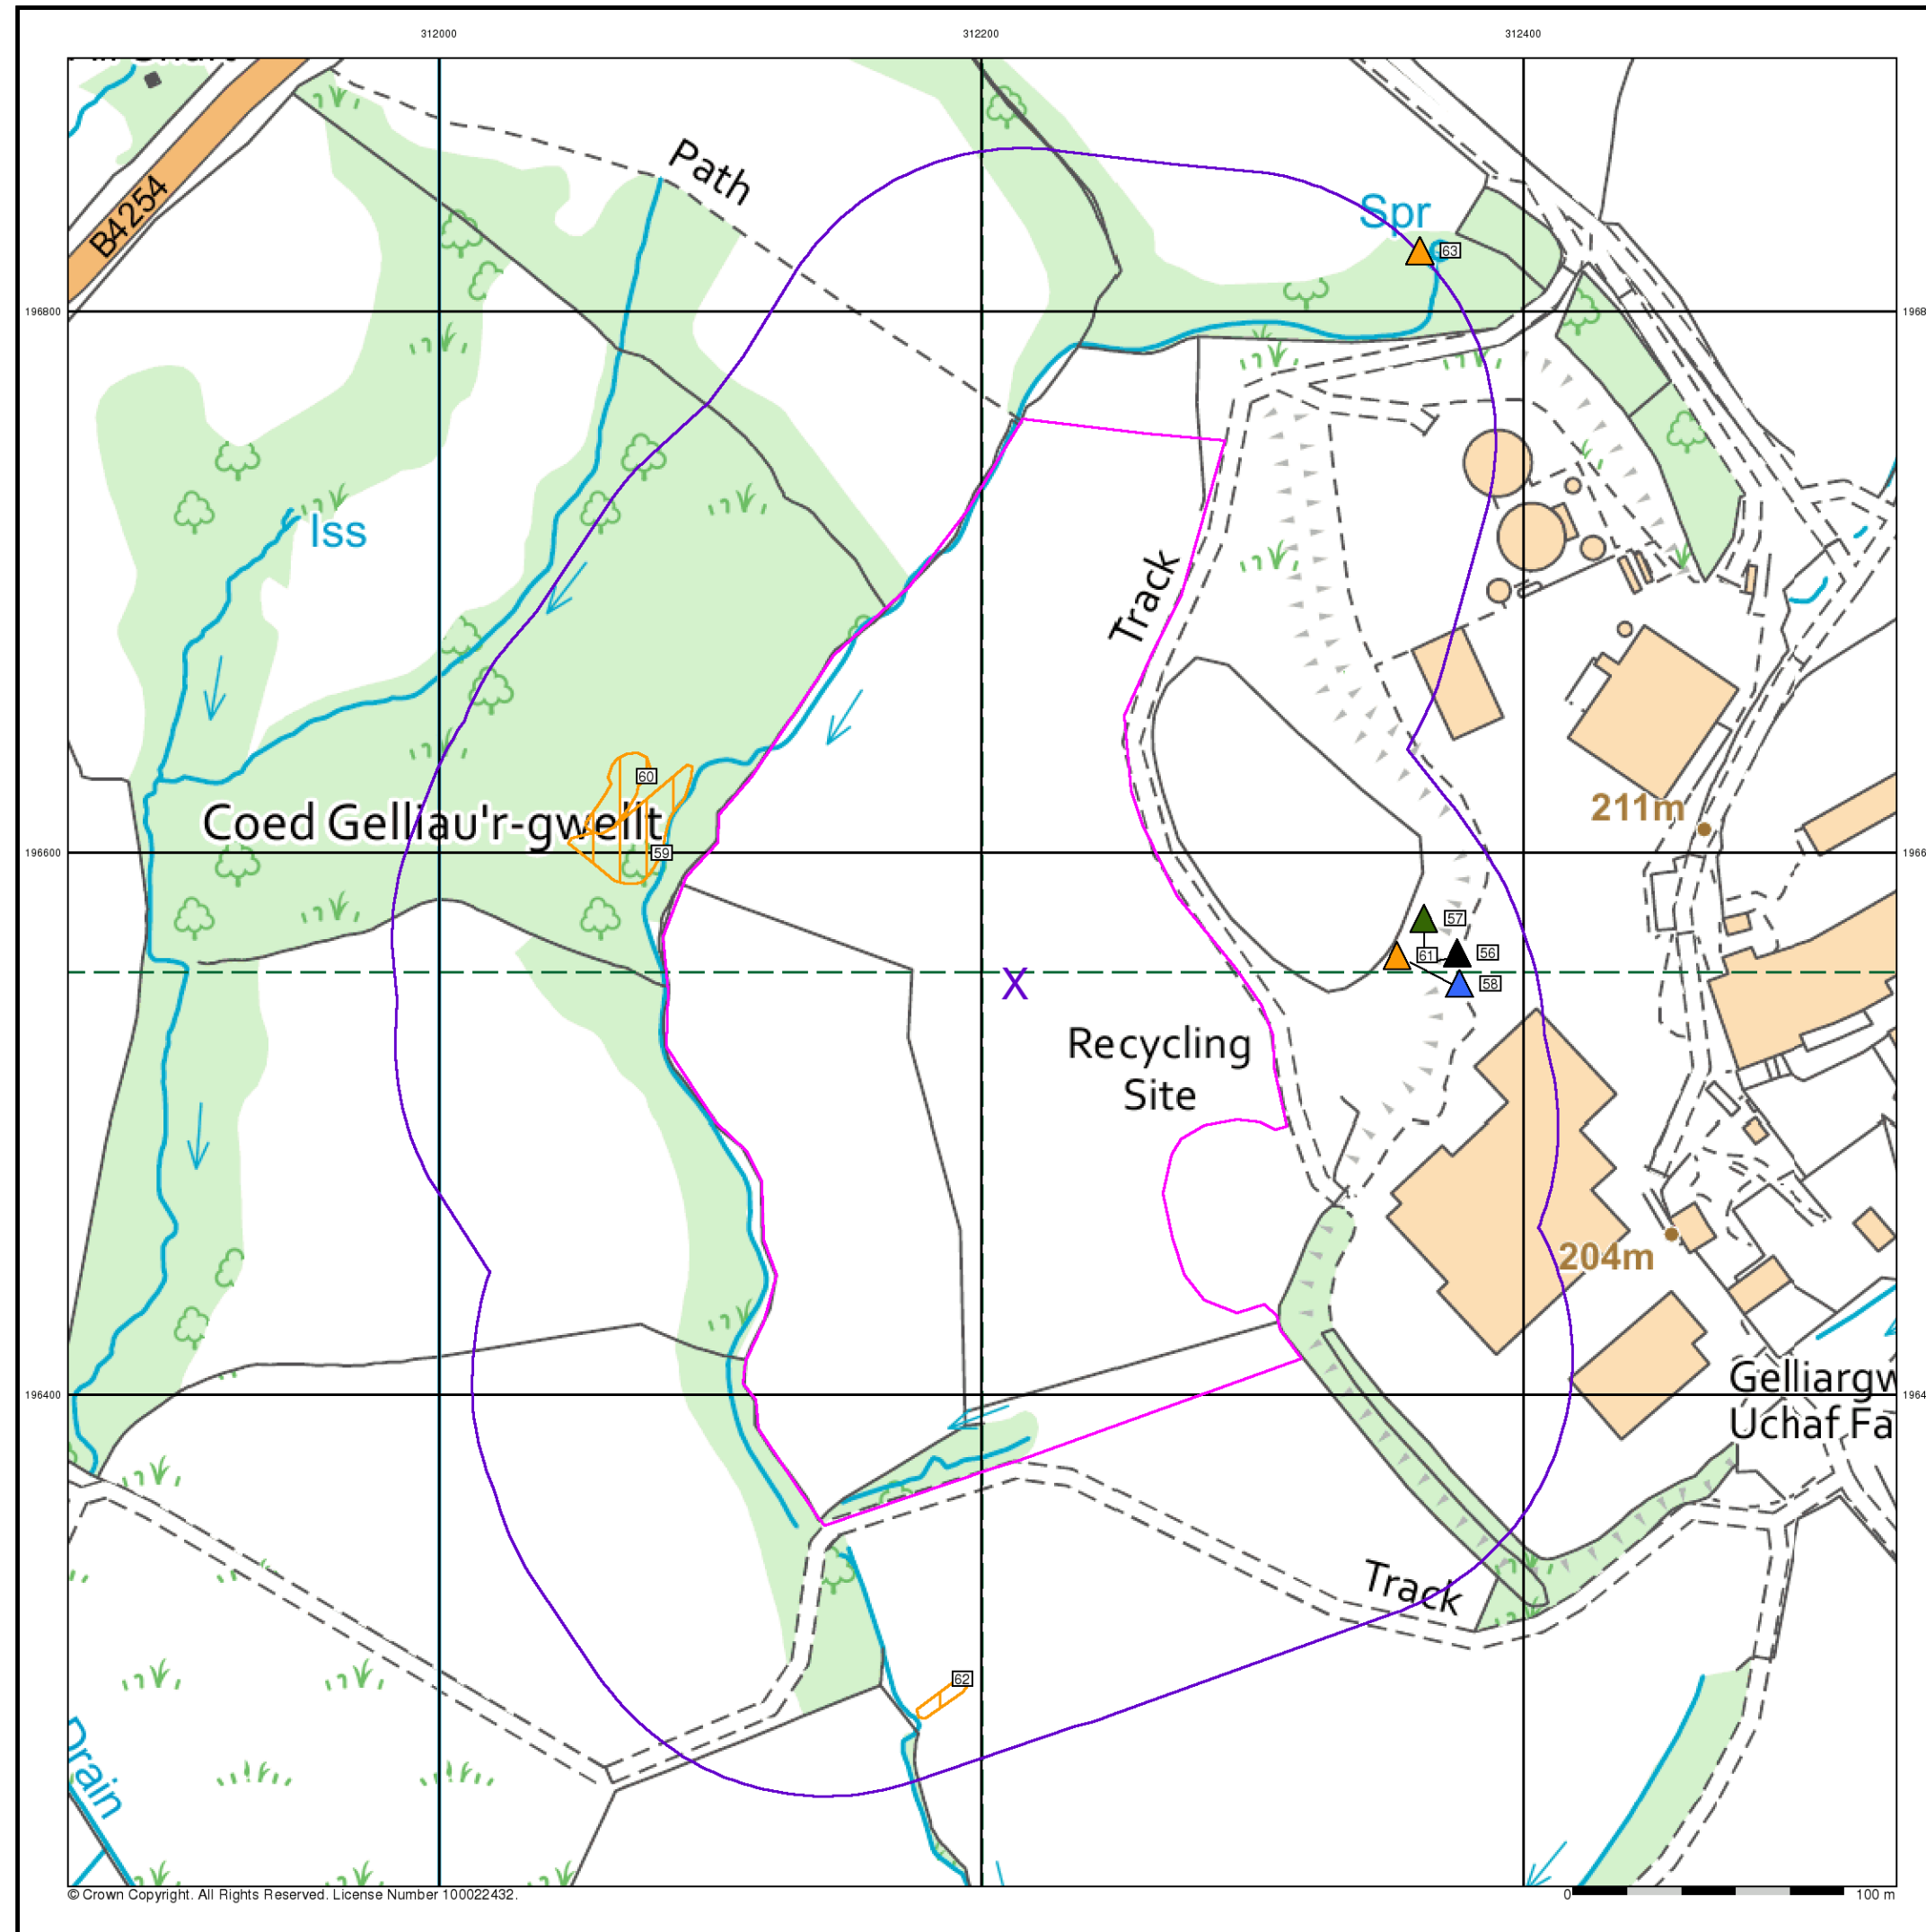 312000 312200 312400
B4254
Path
Spr
63
196800
Iss
Track
60
Coed Gelliau'r-gwellt
211m
59
196600
57
61
56
58
X
Recycling
Site
204m
Gelliargw
Uchaf Fa
196400
Track
62
Drain
© Crown Copyright. All Rights Reserved. License Number 100022432.
0 100 m